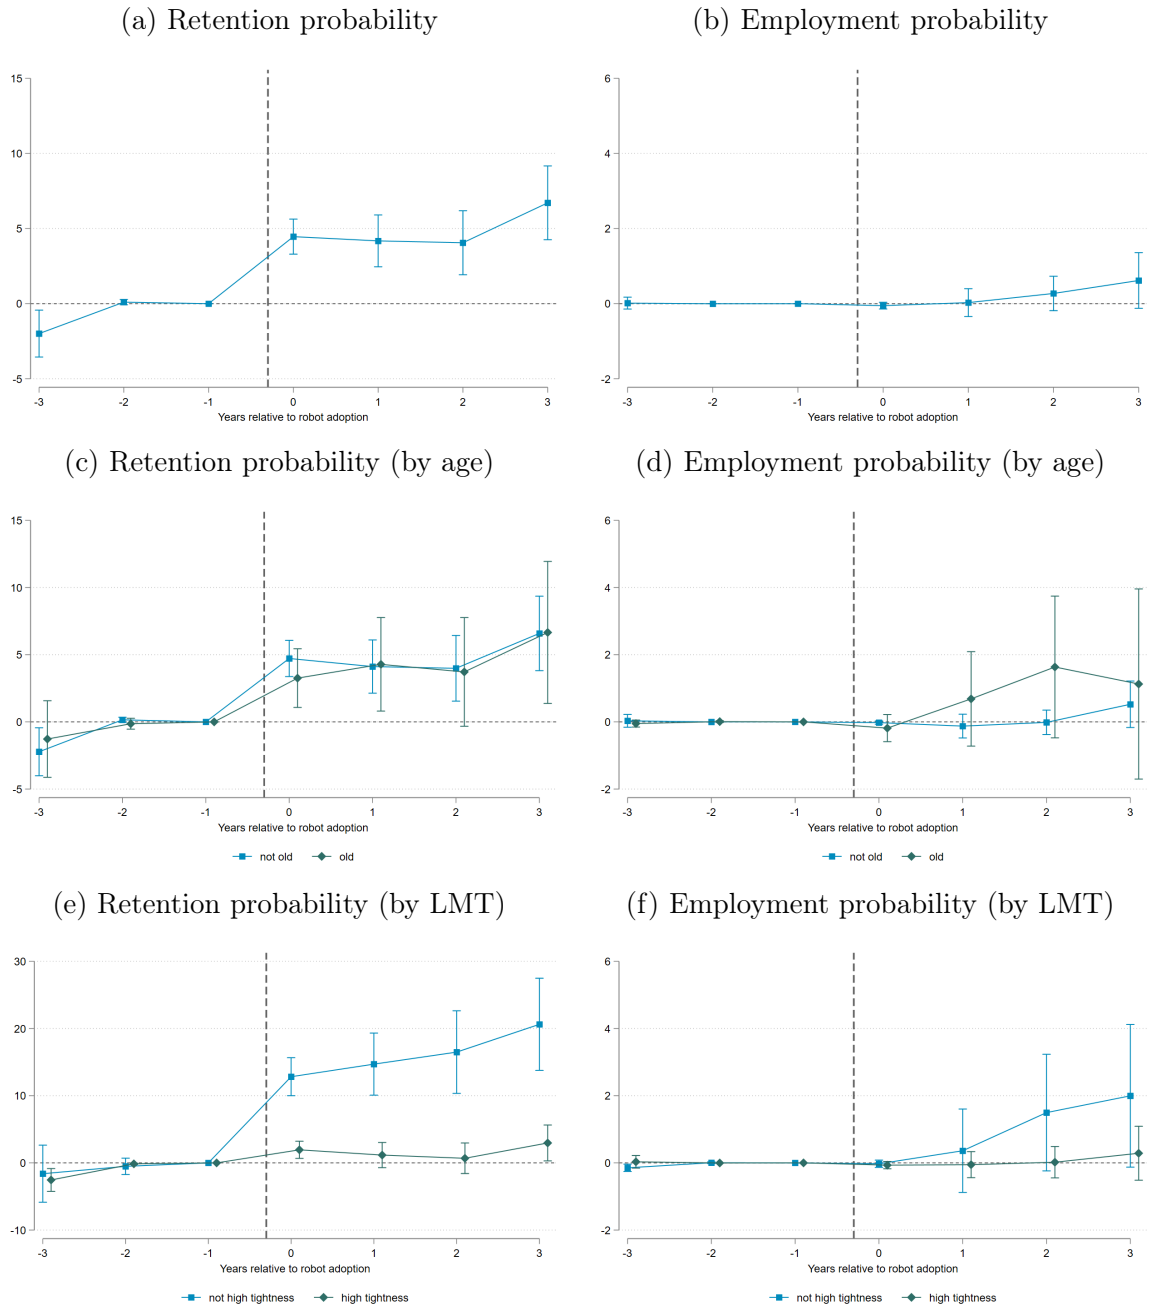 (a) Retention probability
15
10
5
0
-5
-3 -2 -1 0 1 2 3
Years relative to robot adoption
(b) Employment probability
6
4
2
0
-2
-3 -2 -1 0 1 2 3
Years relative to robot adoption
(c) Retention probability (by age)
15
10
5
0
-5
-3 -2 -1 0 1 2 3
Years relative to robot adoption
not old old
(d) Employment probability (by age)
6
4
2
0
-2
-3 -2 -1 0 1 2 3
Years relative to robot adoption
not old old
(e) Retention probability (by LMT)
30
20
10
0
-10
-3 -2 -1 0 1 2 3
Years relative to robot adoption
not high tightness high tightness
(f) Employment probability (by LMT)
6
4
2
0
-2
-3 -2 -1 0 1 2 3
Years relative to robot adoption
not high tightness high tightness